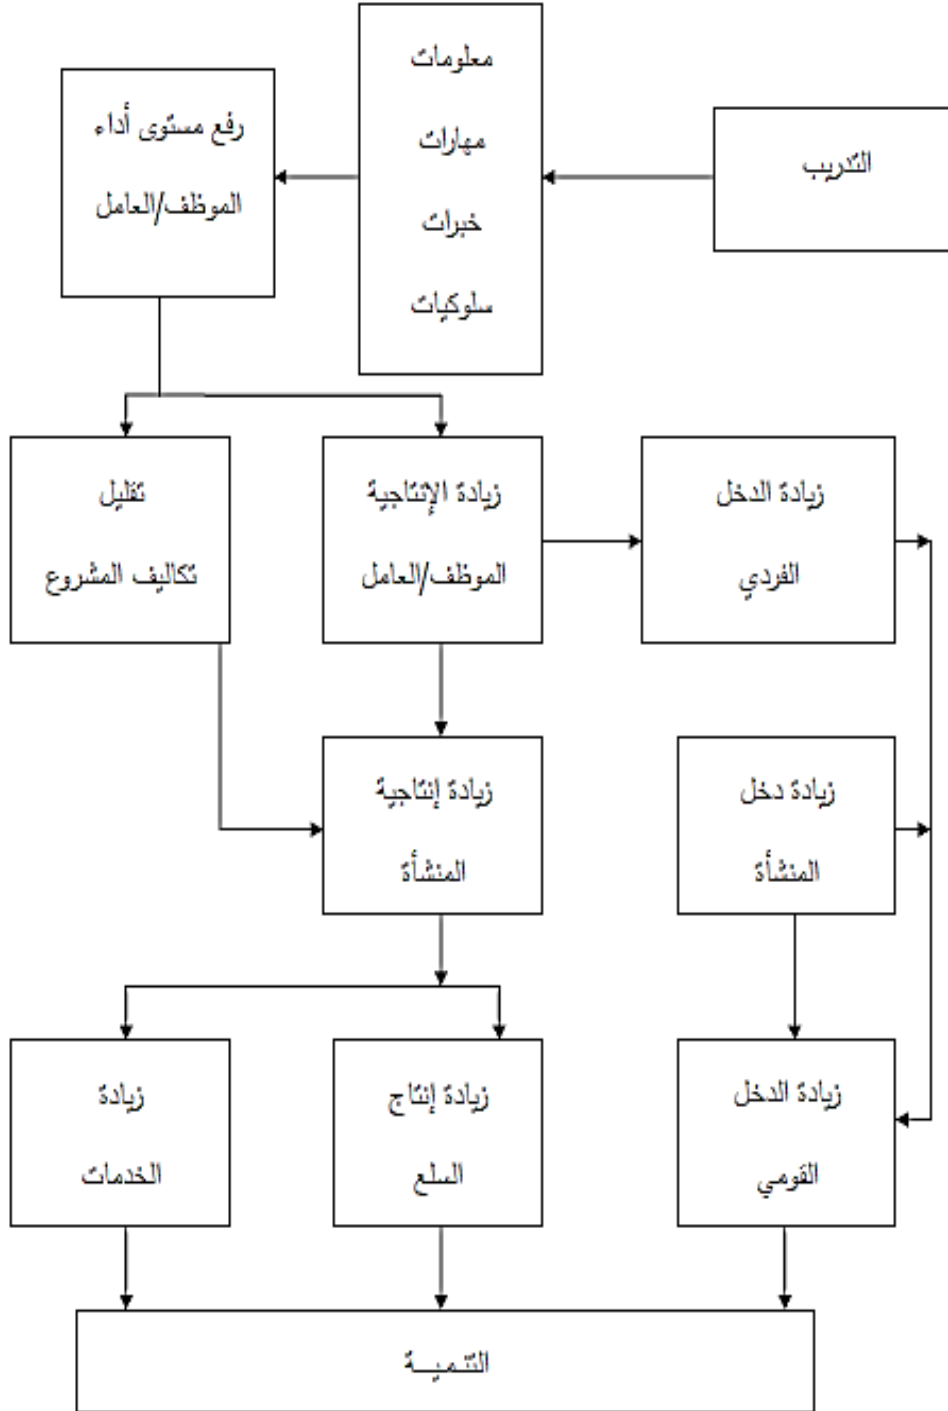 التدريب
معلومات
مهارات
خبرات
سلوكيات
رفع مستوى أداء
الموظف/العامل
زيادة الدخل
الفردي
زيادة الإنتاجية
الموظف/العامل
تقليل
تكاليف المشروع
زيادة دخل
المنشأة
زيادة إنتاجية
المنشأة
زيادة الدخل
القومي
زيادة إنتاج
السلع
زيادة
الخدمات
التنميــة